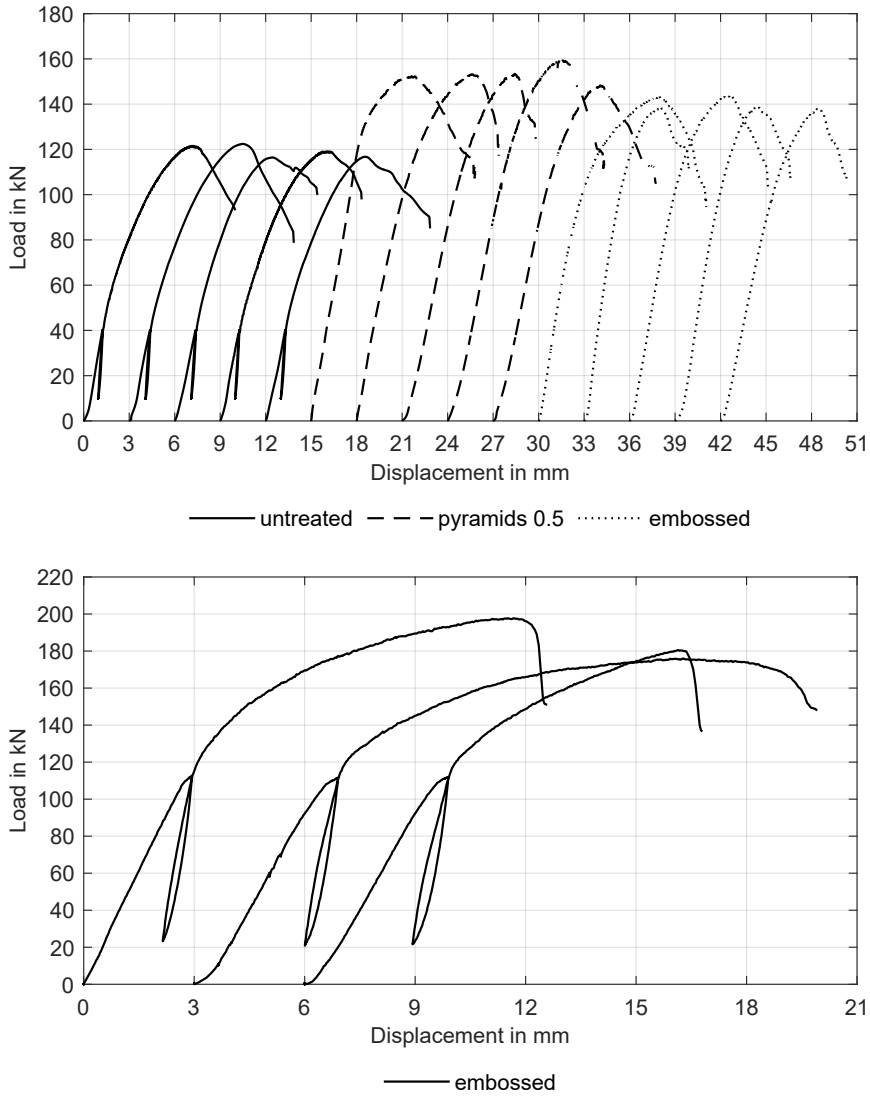 180
160
140
120
100
80
60
40
20
0
Load in kN
0 3 6 9 12 15 18 21 24 27 30 33 36 39 42 45 48 51
Displacement in mm
untreated pyramids 0.5 embossed
220
200
180
160
140
120
100
80
60
40
20
0
Load in kN
0 3 6 9 12 15 18 21
Displacement in mm
embossed